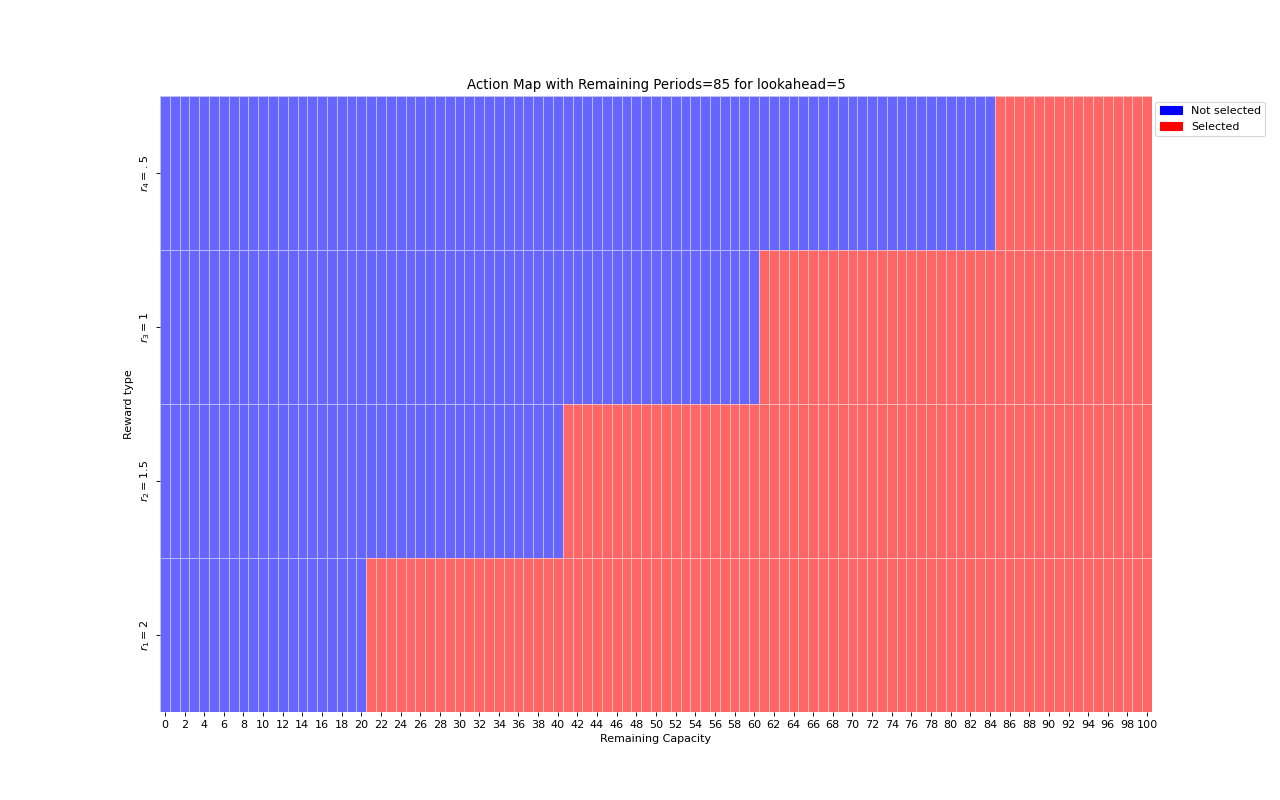 Action Map with Remaining Periods=85 for lookahead=5
Not selected
Selected
r₄ = .5
r₃ = 1
r₂ = 1.5
r₁ = 2
Reward type
0 2 4 6 8 10 12 14 16 18 20 22 24 26 28 30 32 34 36 38 40 42 44 46 48 50 52 54 56 58 60 62 64 66 68 70 72 74 76 78 80 82 84 86 88 90 92 94 96 98 100
Remaining Capacity